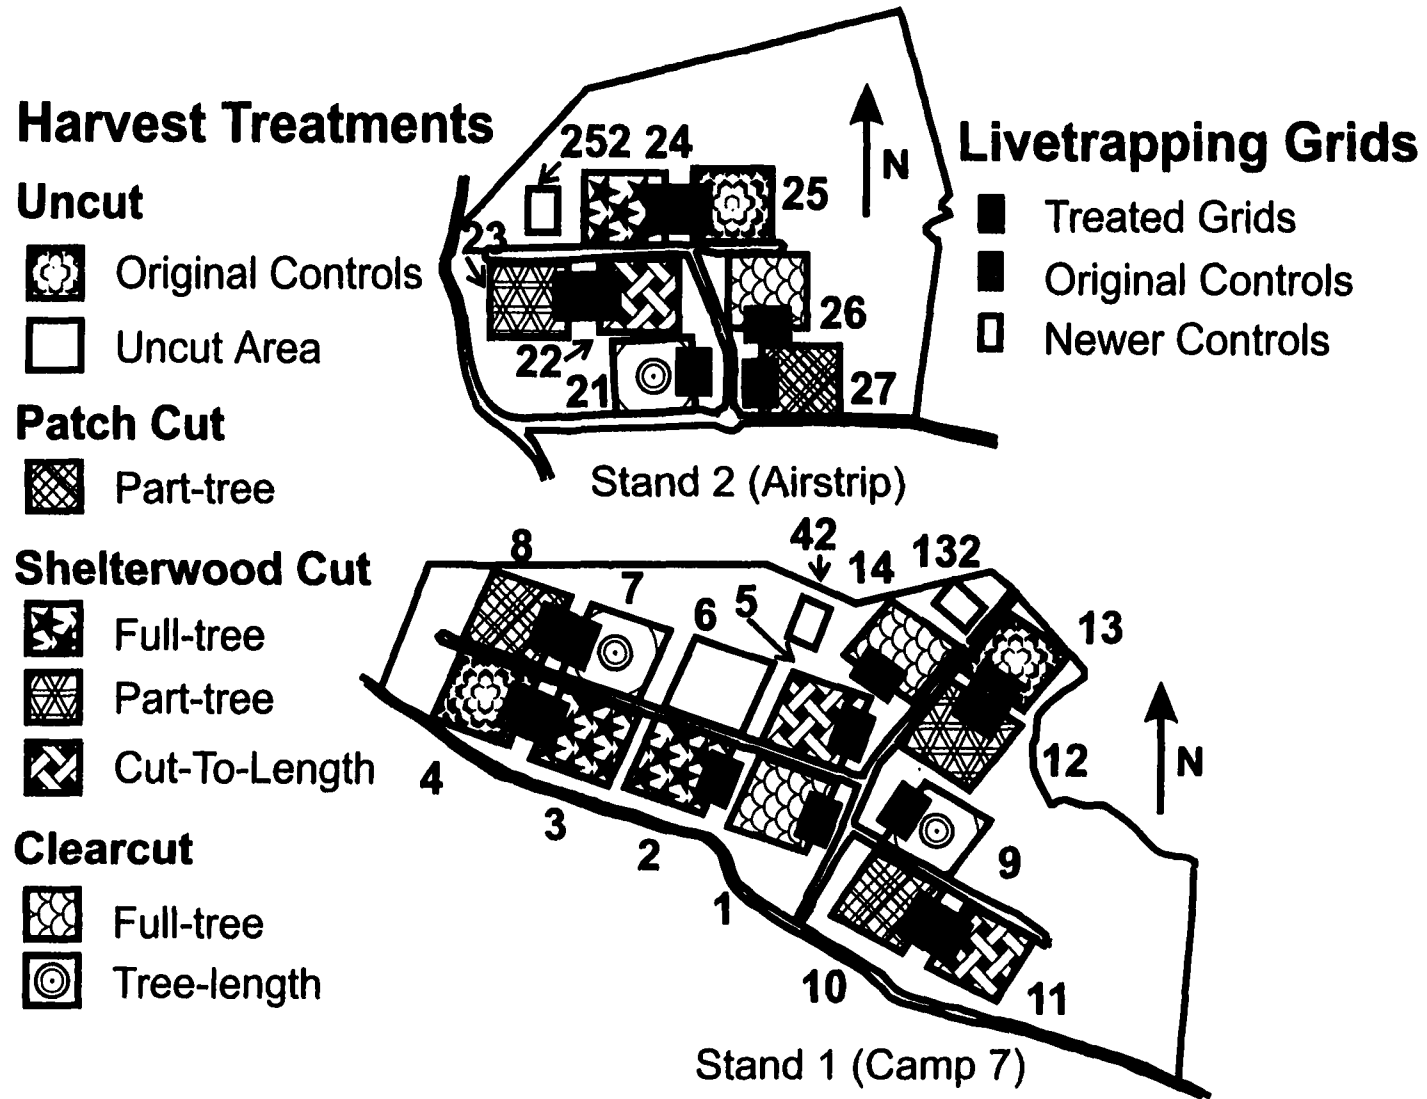 Harvest Treatments
Uncut
Original Controls
Uncut Area
Patch Cut
Part-tree
Shelterwood Cut
Full-tree
Part-tree
Cut-To-Length
Clearcut
Full-tree
Tree-length
252 24
25
23
26
22
21
27
N
Stand 2 (Airstrip)
Livetrapping Grids
Treated Grids
Original Controls
Newer Controls
8
7
6
5
42
14
132
13
12
4
3
2
1
9
10
11
N
Stand 1 (Camp 7)